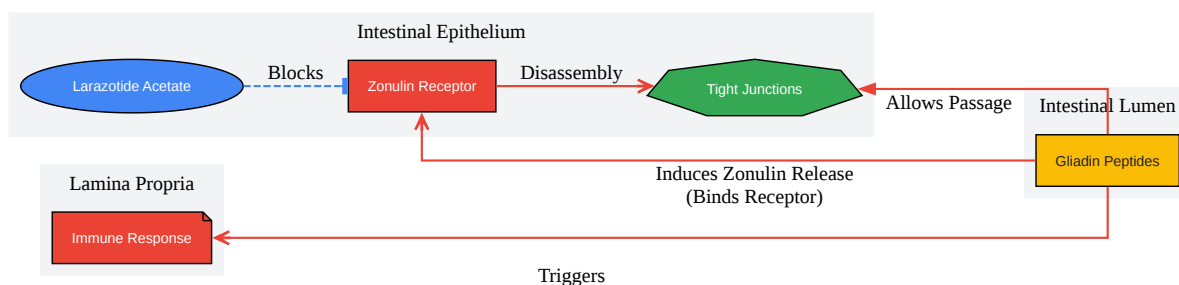 Intestinal Epithelium
Larazotide Acetate
Blocks
Zonulin Receptor
Disassembly
Tight Junctions
Allows Passage
Intestinal Lumen
Gliadin Peptides
Induces Zonulin Release
(Binds Receptor)
Lamina Propria
Immune Response
Triggers